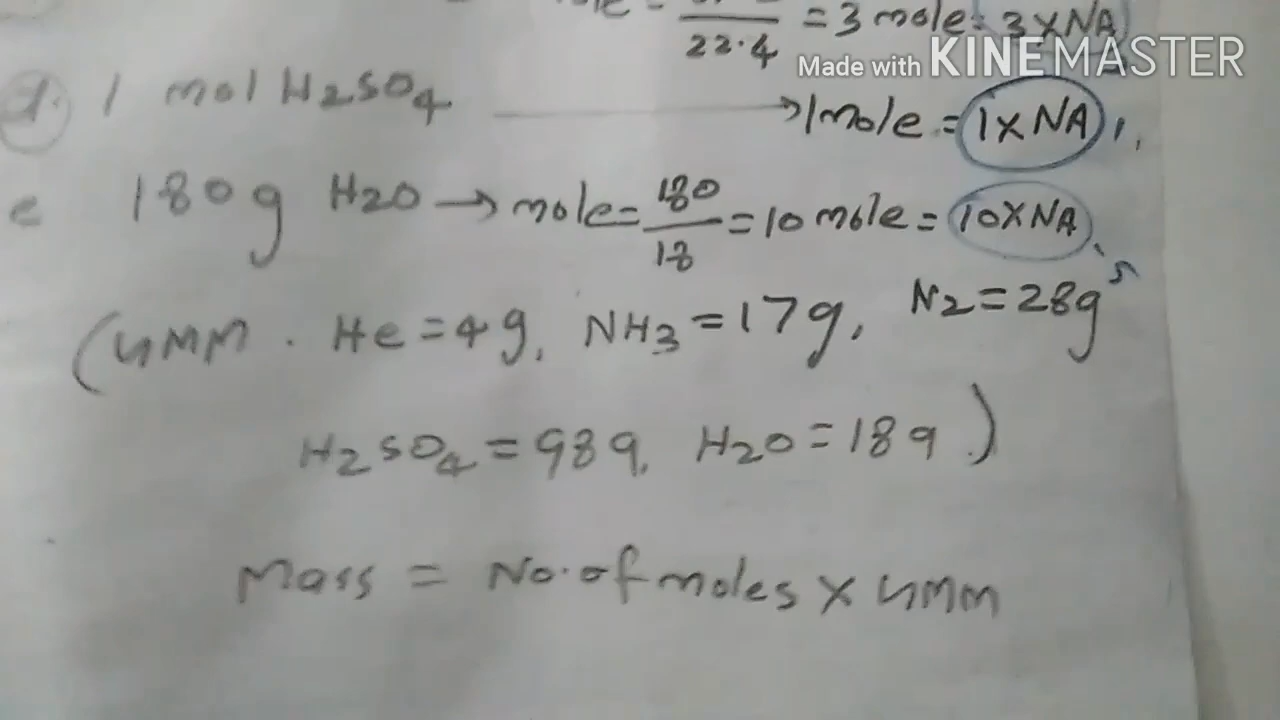 22.4 = 3 mole = 3 x NA
Made with KINEMASTER
d. 1 mol H2SO4 → 1mole = 1 x NA
e 180g H2O → mole = 180/18 = 10 mole = 10 x NA
(GMM . He = 4g, NH3 = 17g, N2 = 28g
H2SO4 = 98g, H2O = 18g)
Mass = No. of moles x GMM